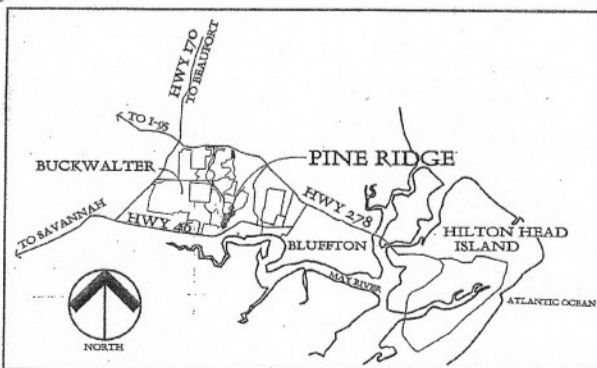 HWY 170
TO BEAUFORT
TO I-95
BUCKWALTER
PINE RIDGE
TO SAVANNAH
HWY 46
HWY 278
BLUFFTON
HILTON HEAD
ISLAND
MAY RIVER
ATLANTIC OCEAN
NORTH